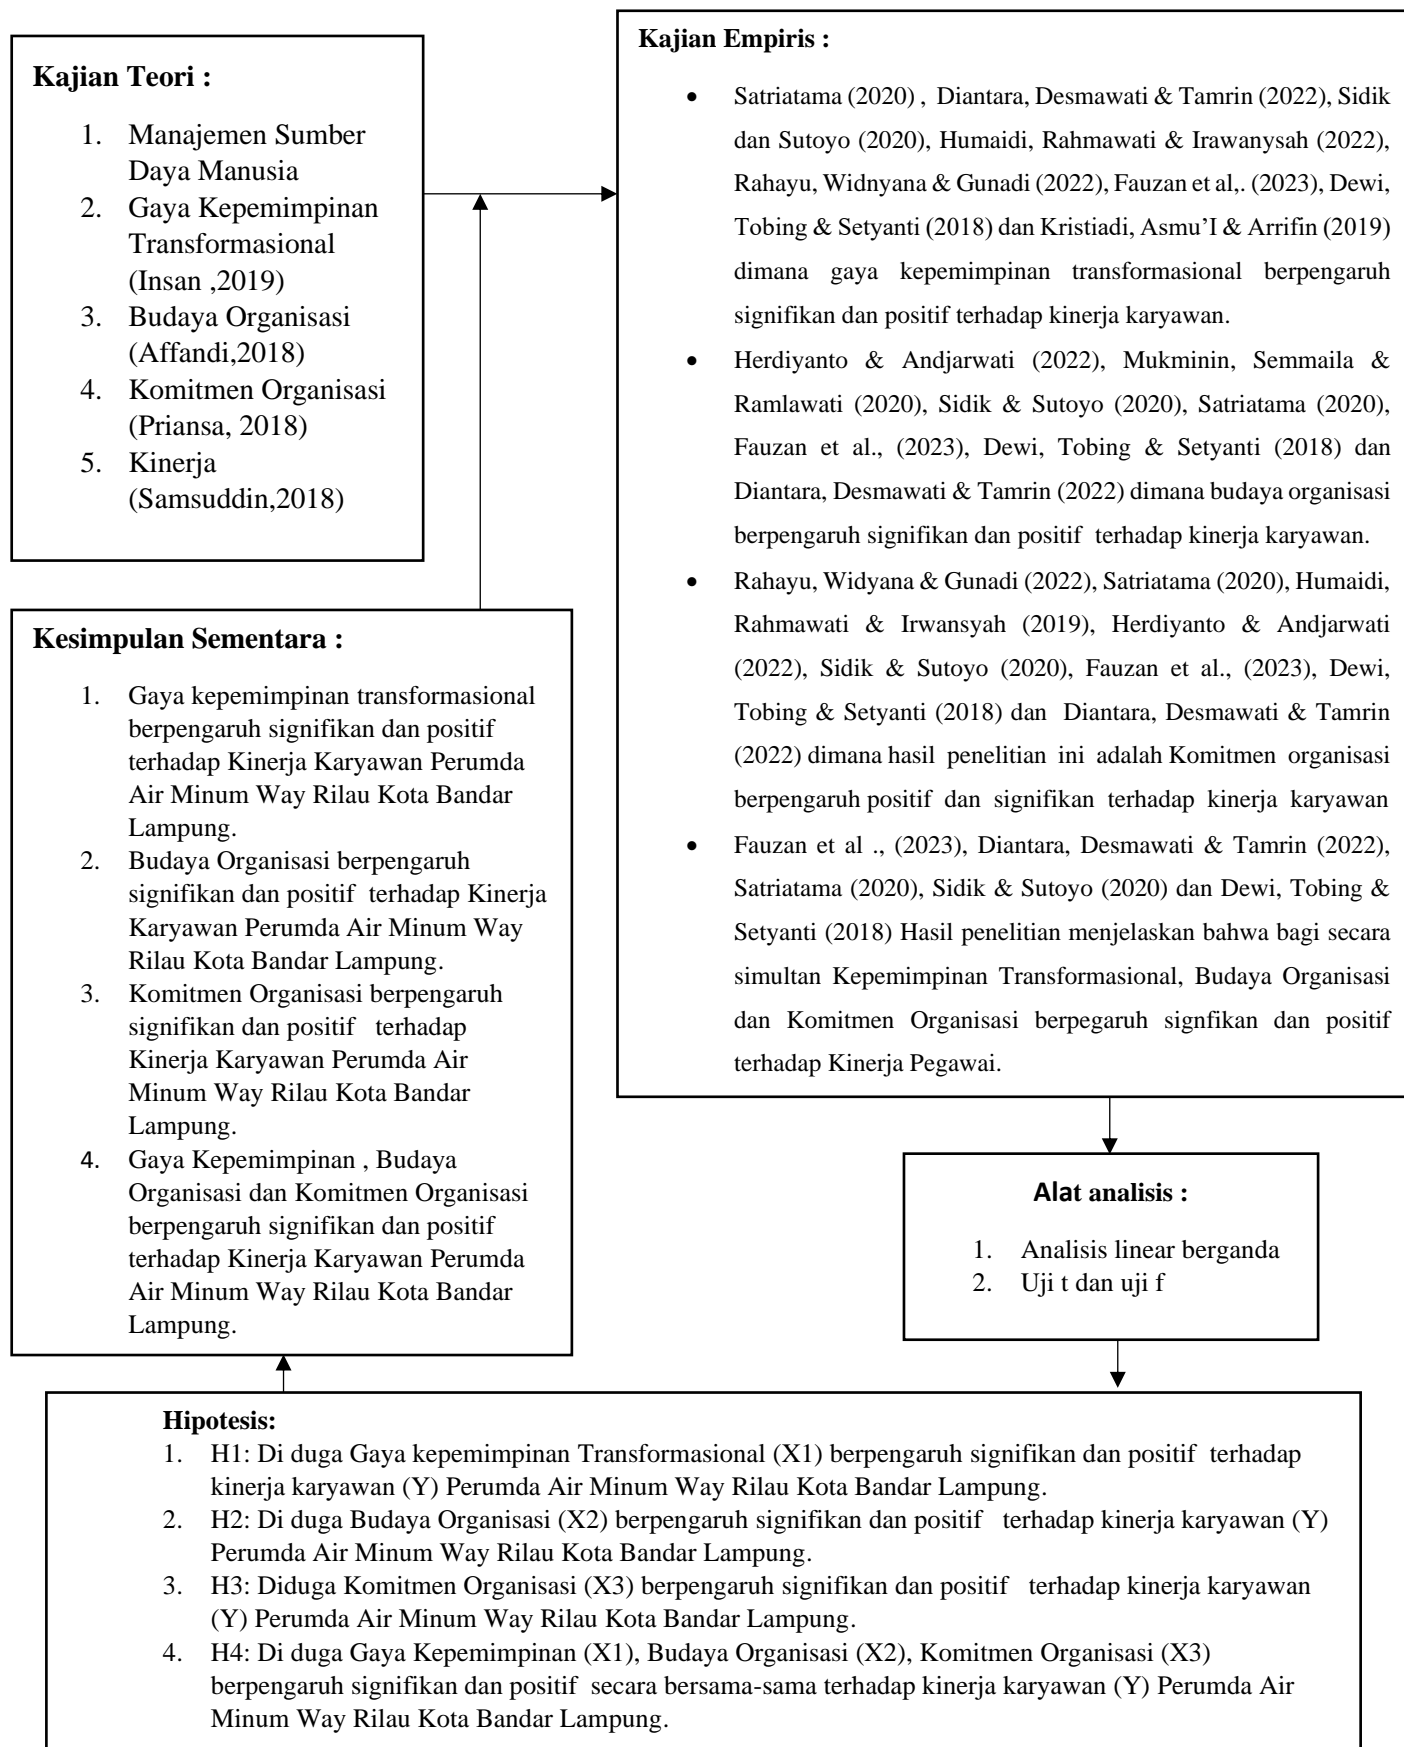 Kajian Teori :
1. Manajemen Sumber
Daya Manusia
2. Gaya Kepemimpinan
Transformasional
(Insan ,2019)
3. Budaya Organisasi
(Affandi,2018)
4. Komitmen Organisasi
(Priansa, 2018)
5. Kinerja
(Samsuddin,2018)
Kajian Empiris :
• Satriatama (2020) , Diantara, Desmawati & Tamrin (2022), Sidik
dan Sutoyo (2020), Humaidi, Rahmawati & Irawanysah (2022),
Rahayu, Widnyana & Gunadi (2022), Fauzan et al,. (2023), Dewi,
Tobing & Setyanti (2018) dan Kristiadi, Asmu’I & Arrifin (2019)
dimana gaya kepemimpinan transformasional berpengaruh
signifikan dan positif terhadap kinerja karyawan.
• Herdiyanto & Andjarwati (2022), Mukminin, Semmaila &
Ramlawati (2020), Sidik & Sutoyo (2020), Satriatama (2020),
Fauzan et al., (2023), Dewi, Tobing & Setyanti (2018) dan
Diantara, Desmawati & Tamrin (2022) dimana budaya organisasi
berpengaruh signifikan dan positif terhadap kinerja karyawan.
• Rahayu, Widyana & Gunadi (2022), Satriatama (2020), Humaidi,
Rahmawati & Irwansyah (2019), Herdiyanto & Andjarwati
(2022), Sidik & Sutoyo (2020), Fauzan et al., (2023), Dewi,
Tobing & Setyanti (2018) dan Diantara, Desmawati & Tamrin
(2022) dimana hasil penelitian ini adalah Komitmen organisasi
berpengaruh positif dan signifikan terhadap kinerja karyawan
• Fauzan et al ., (2023), Diantara, Desmawati & Tamrin (2022),
Satriatama (2020), Sidik & Sutoyo (2020) dan Dewi, Tobing &
Setyanti (2018) Hasil penelitian menjelaskan bahwa bagi secara
simultan Kepemimpinan Transformasional, Budaya Organisasi
dan Komitmen Organisasi berpegaruh signfikan dan positif
terhadap Kinerja Pegawai.
Kesimpulan Sementara :
1. Gaya kepemimpinan transformasional
berpengaruh signifikan dan positif
terhadap Kinerja Karyawan Perumda
Air Minum Way Rilau Kota Bandar
Lampung.
2. Budaya Organisasi berpengaruh
signifikan dan positif terhadap Kinerja
Karyawan Perumda Air Minum Way
Rilau Kota Bandar Lampung.
3. Komitmen Organisasi berpengaruh
signifikan dan positif terhadap
Kinerja Karyawan Perumda Air
Minum Way Rilau Kota Bandar
Lampung.
4. Gaya Kepemimpinan , Budaya
Organisasi dan Komitmen Organisasi
berpengaruh signifikan dan positif
terhadap Kinerja Karyawan Perumda
Air Minum Way Rilau Kota Bandar
Lampung.
Alat analisis :
1. Analisis linear berganda
2. Uji t dan uji f
Hipotesis:
1. H1: Di duga Gaya kepemimpinan Transformasional (X1) berpengaruh signifikan dan positif terhadap
kinerja karyawan (Y) Perumda Air Minum Way Rilau Kota Bandar Lampung.
2. H2: Di duga Budaya Organisasi (X2) berpengaruh signifikan dan positif terhadap kinerja karyawan (Y)
Perumda Air Minum Way Rilau Kota Bandar Lampung.
3. H3: Diduga Komitmen Organisasi (X3) berpengaruh signifikan dan positif terhadap kinerja karyawan
(Y) Perumda Air Minum Way Rilau Kota Bandar Lampung.
4. H4: Di duga Gaya Kepemimpinan (X1), Budaya Organisasi (X2), Komitmen Organisasi (X3)
berpengaruh signifikan dan positif secara bersama-sama terhadap kinerja karyawan (Y) Perumda Air
Minum Way Rilau Kota Bandar Lampung.